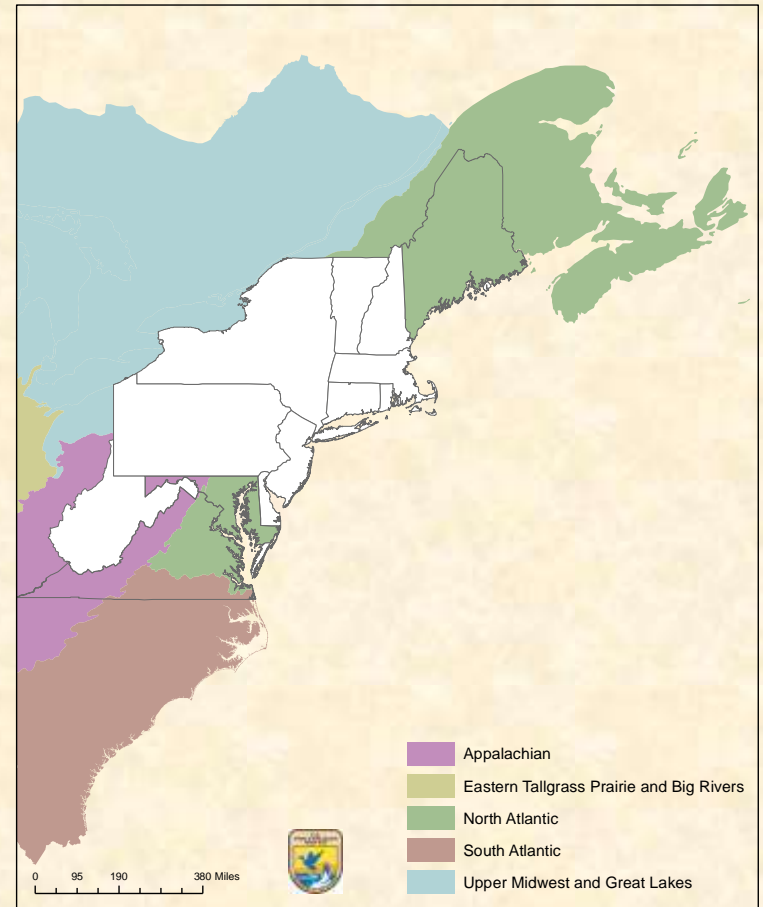 Appalachian
Eastern Tallgrass Prairie and Big Rivers
North Atlantic
South Atlantic
Upper Midwest and Great Lakes
0 95 190 380 Miles